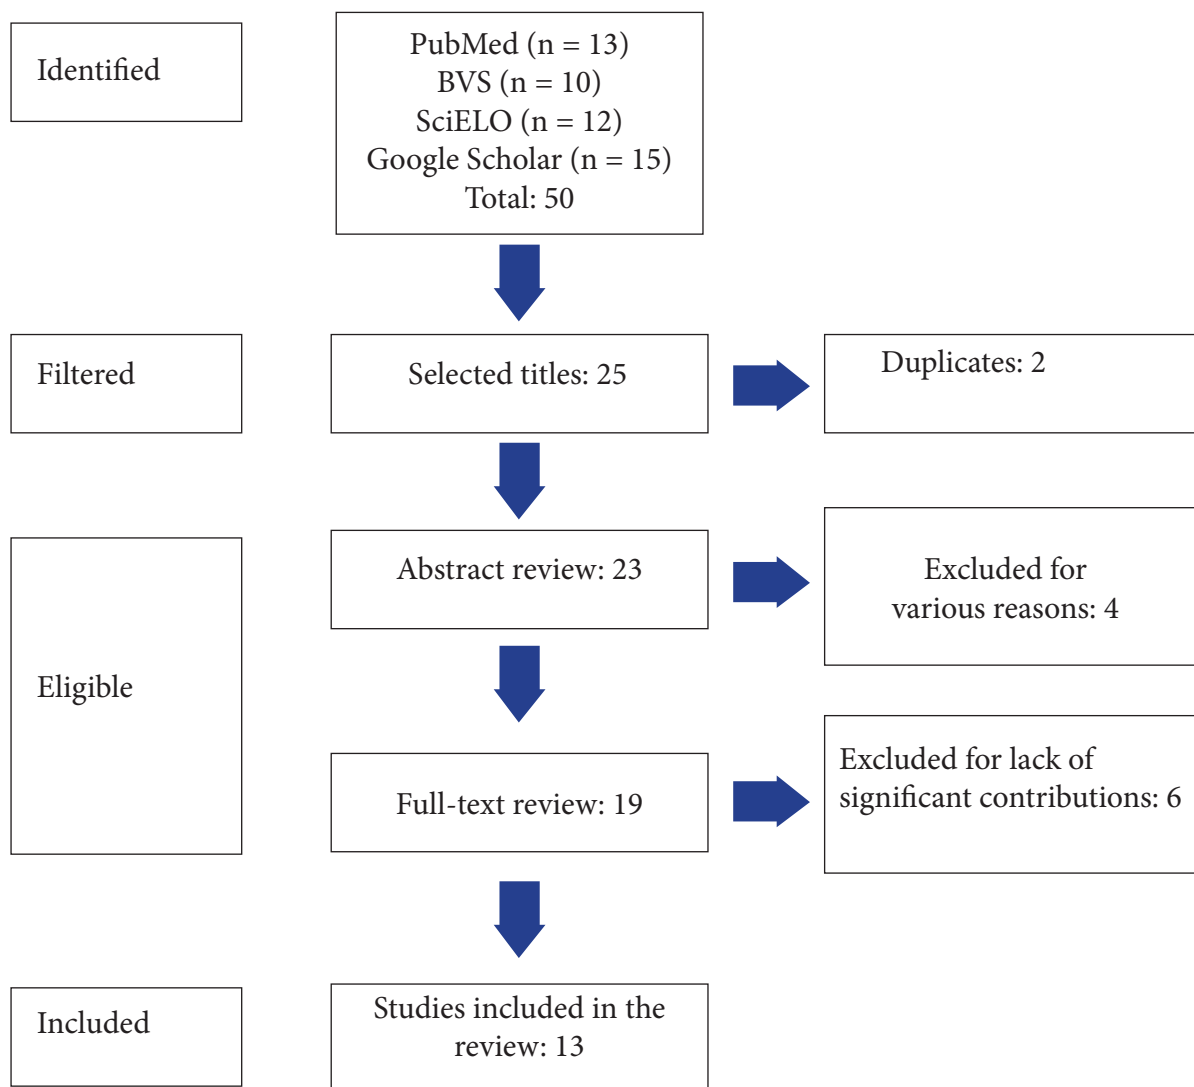 Identified
PubMed (n = 13)
BVS (n = 10)
SciELO (n = 12)
Google Scholar (n = 15)
Total: 50
Filtered
Selected titles: 25
Duplicates: 2
Eligible
Abstract review: 23
Excluded for
various reasons: 4
Full-text review: 19
Excluded for lack of
significant contributions: 6
Included
Studies included in the
review: 13